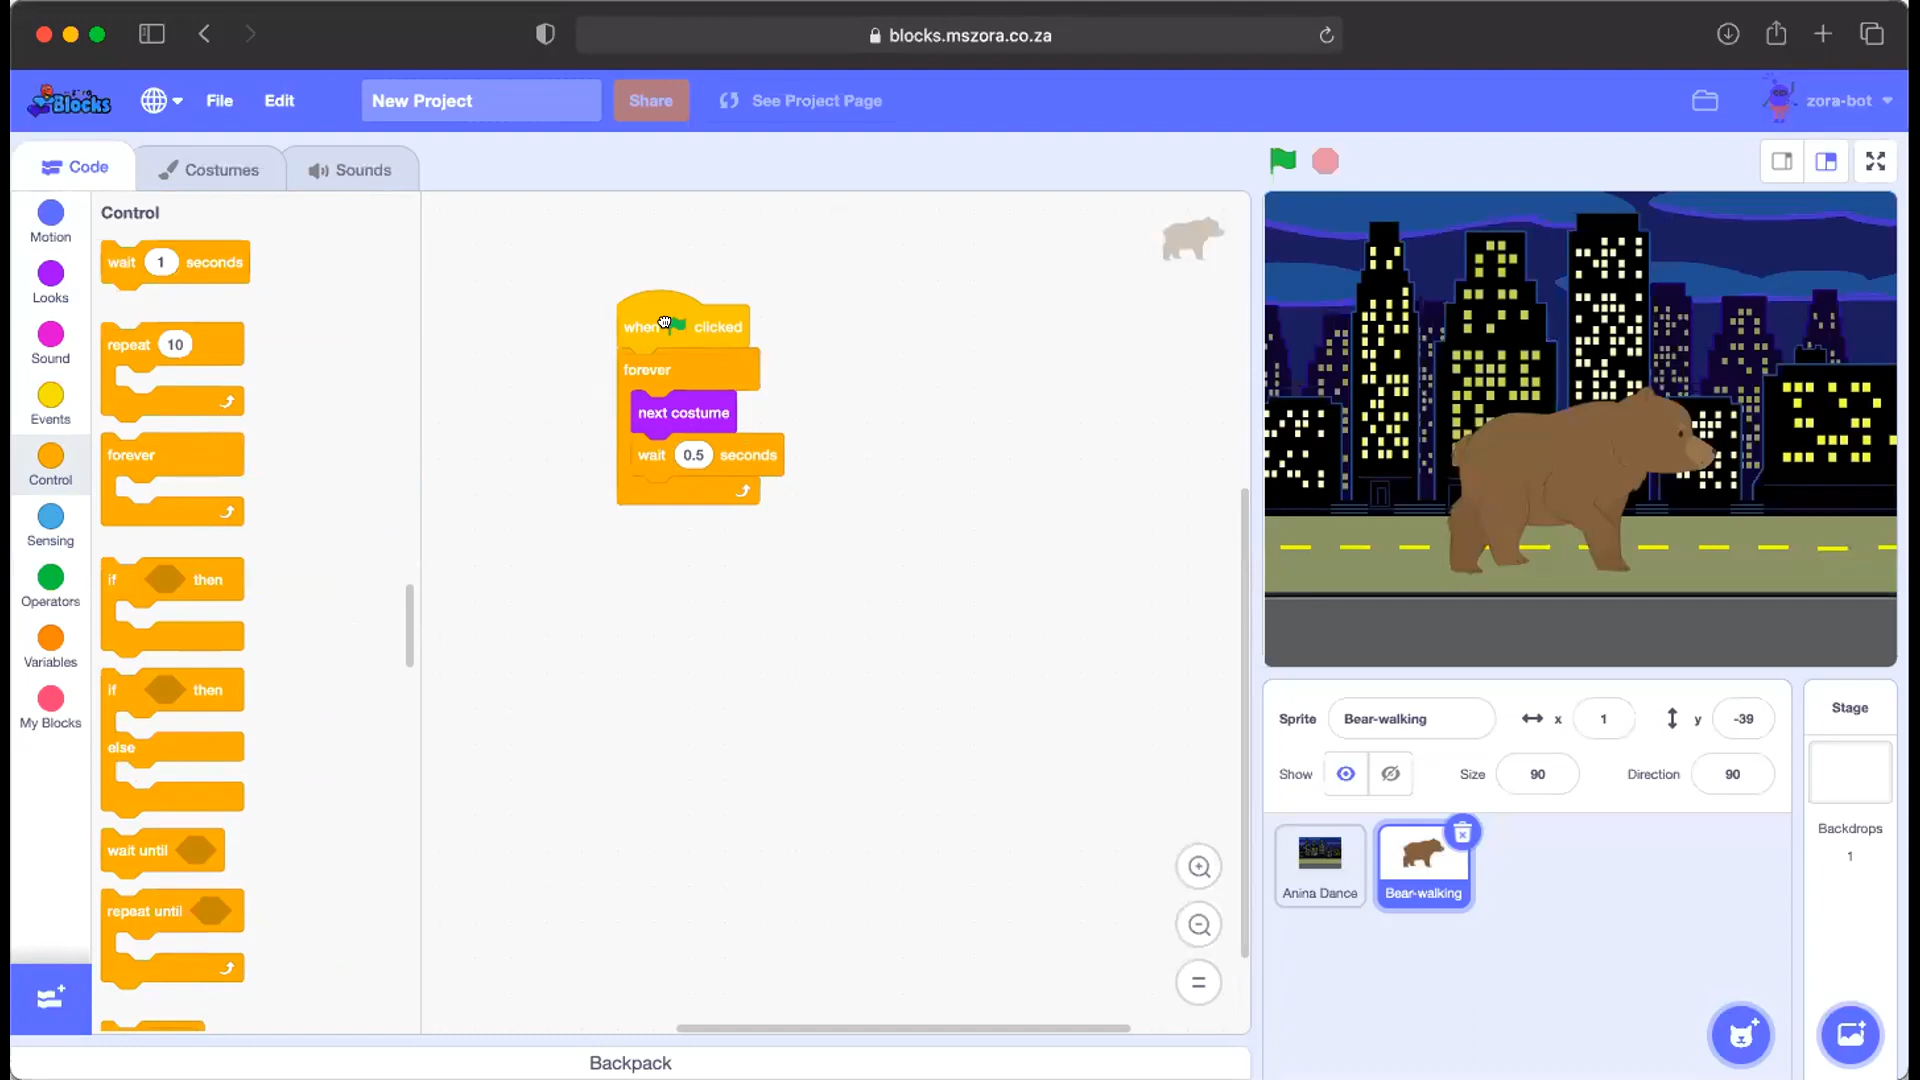 blocks.mszora.co.za
Blocks
File
Edit
New Project
Share
See Project Page
zora-bot
Code
Costumes
Sounds
Motion
Looks
Sound
Events
Control
Sensing
Operators
Variables
My Blocks
Control
wait 1 seconds
repeat 10
forever
if then
if then
else
wait until
repeat until
when clicked
forever
next costume
wait 0.5 seconds
Backpack
Sprite Bear-walking x 1 y -39
Show Size 90 Direction 90
Anina Dance
Bear-walking
Stage
Backdrops
1